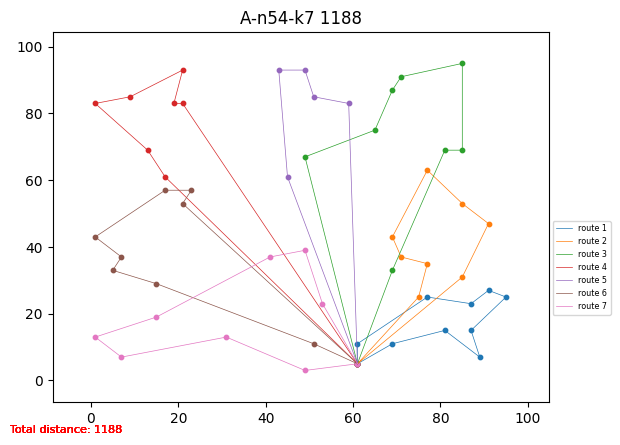 A-n54-k7 1188
100
80
60
40
20
0
0 20 40 60 80 100
route 1
route 2
route 3
route 4
route 5
route 6
route 7
Total distance: 1188